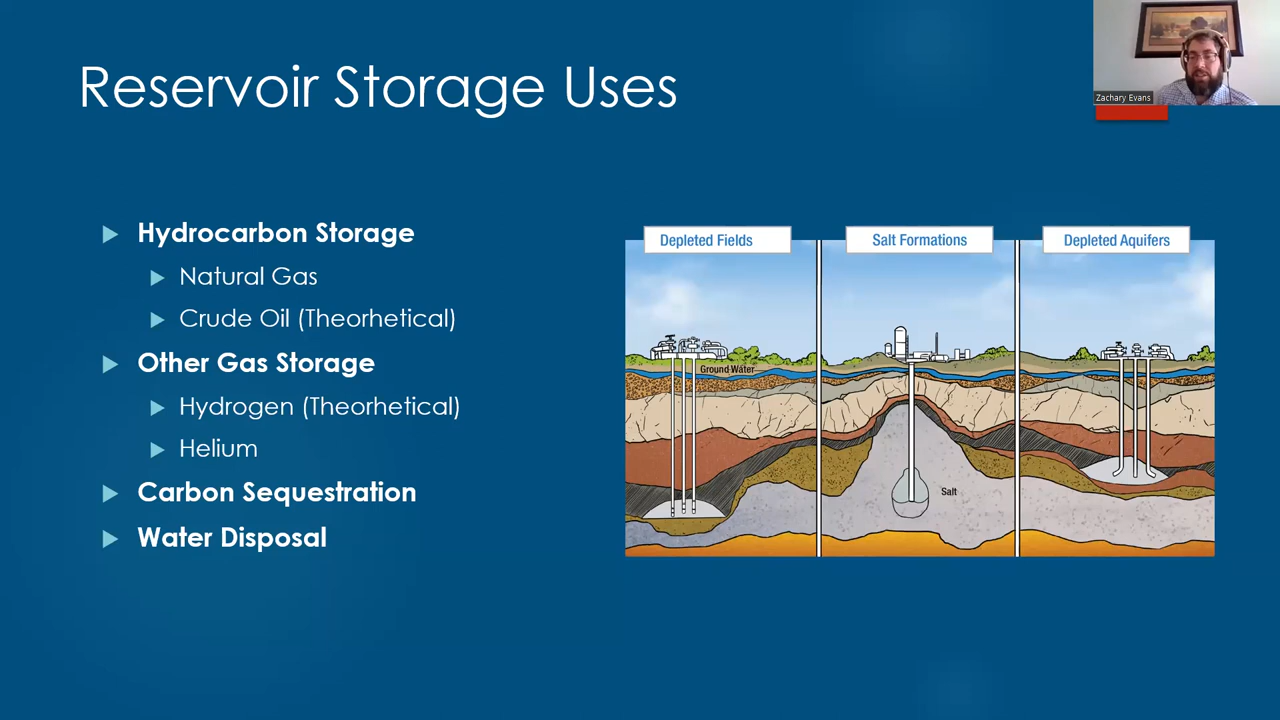 Reservoir Storage Uses
Zachary Evans
Hydrocarbon Storage
Natural Gas
Crude Oil (Theorhetical)
Other Gas Storage
Hydrogen (Theorhetical)
Helium
Carbon Sequestration
Water Disposal
Depleted Fields
Salt Formations
Depleted Aquifers
Ground Water
Salt